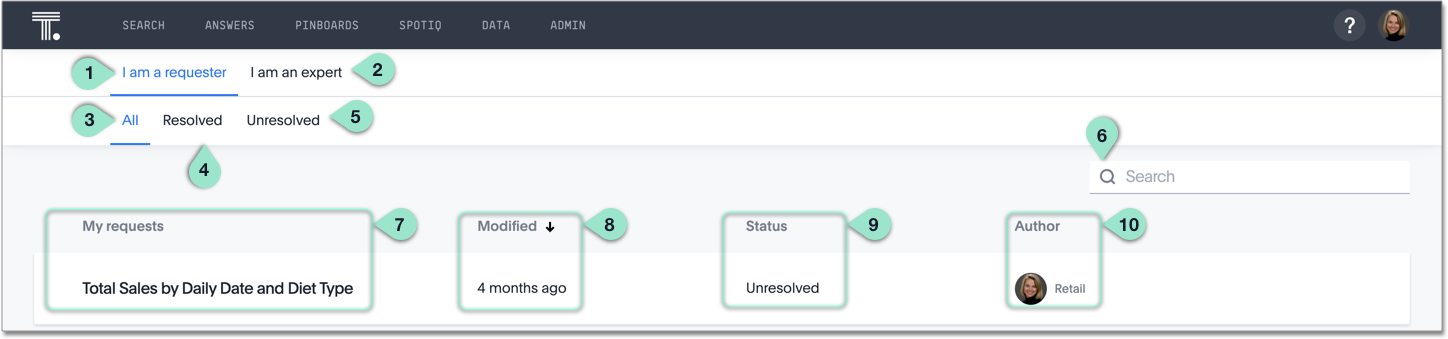 T. SEARCH ANSWERS PINBOARDS SPOTIQ DATA ADMIN ?
1 I am a requester I am an expert 2
3 All Resolved Unresolved 5
4
6
Search
My requests 7 Modified ↓ 8 Status 9 Author 10
Total Sales by Daily Date and Diet Type 4 months ago Unresolved Retail